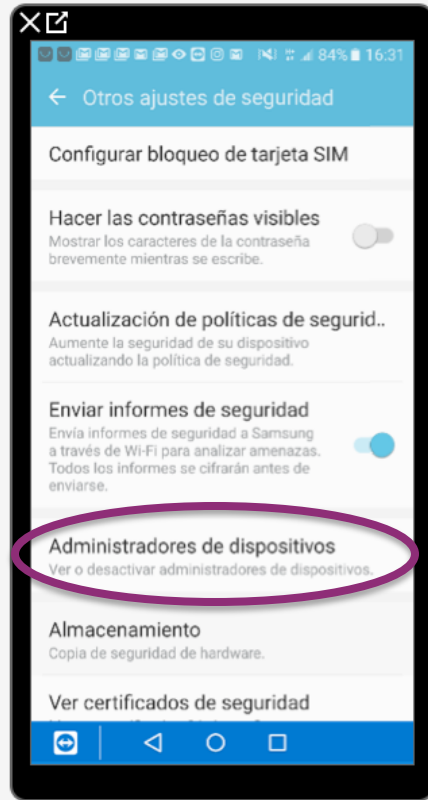 84% 16:31
Otros ajustes de seguridad
Configurar bloqueo de tarjeta SIM
Hacer las contraseñas visibles
Mostrar los caracteres de la contraseña
brevemente mientras se escribe.
Actualización de políticas de segurid..
Aumente la seguridad de su dispositivo
actualizando la política de seguridad.
Enviar informes de seguridad
Envía informes de seguridad a Samsung
a través de Wi-Fi para analizar amenazas.
Todos los informes se cifrarán antes de
enviarse.
Administradores de dispositivos
Ver o desactivar administradores de dispositivos.
Almacenamiento
Copia de seguridad de hardware.
Ver certificados de seguridad